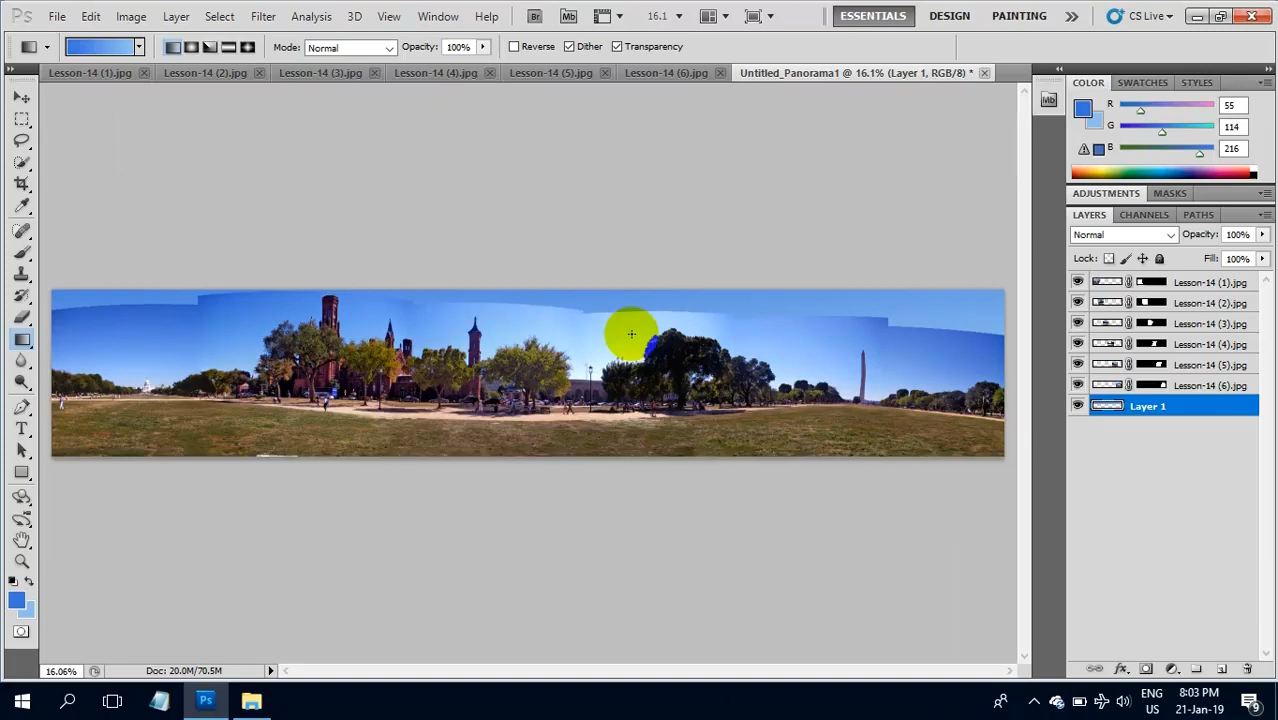 Ps File Edit Image Layer Select Filter Analysis 3D View Window Help Br Mb 16.1 ESSENTIALS DESIGN PAINTING CS Live
Mode: Normal Opacity: 100% Reverse Dither Transparency
Lesson-14 (1).jpg Lesson-14 (2).jpg Lesson-14 (3).jpg Lesson-14 (4).jpg Lesson-14 (5).jpg Lesson-14 (6).jpg Untitled_Panorama1 @ 16.1% (Layer 1, RGB/8) *
COLOR SWATCHES STYLES
Mb
R 55
G 114
B 216
ADJUSTMENTS MASKS
LAYERS CHANNELS PATHS
Normal Opacity: 100%
Lock: Fill: 100%
Lesson-14 (1).jpg
Lesson-14 (2).jpg
Lesson-14 (3).jpg
Lesson-14 (4).jpg
Lesson-14 (5).jpg
Lesson-14 (6).jpg
Layer 1
T
fx
16.06% Doc: 20.0M/70.5M
Ps
ENG
US
8:03 PM
21-Jan-19
9